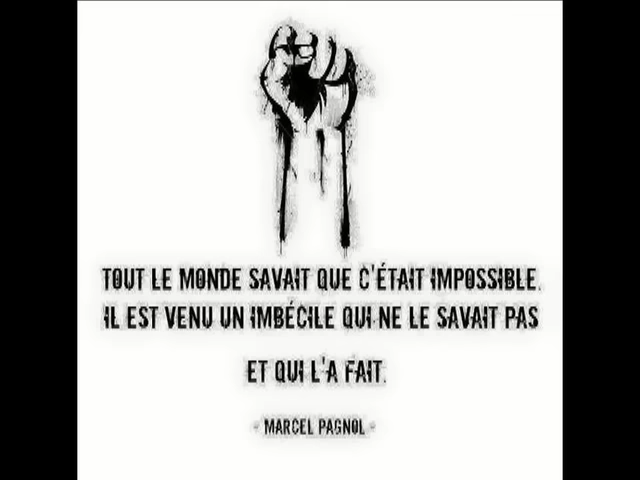 TOUT LE MONDE SAVAIT QUE C'ÉTAIT IMPOSSIBLE.
IL EST VENU UN IMBÉCILE QUI NE LE SAVAIT PAS
ET QUI L'A FAIT.
- MARCEL PAGNOL -